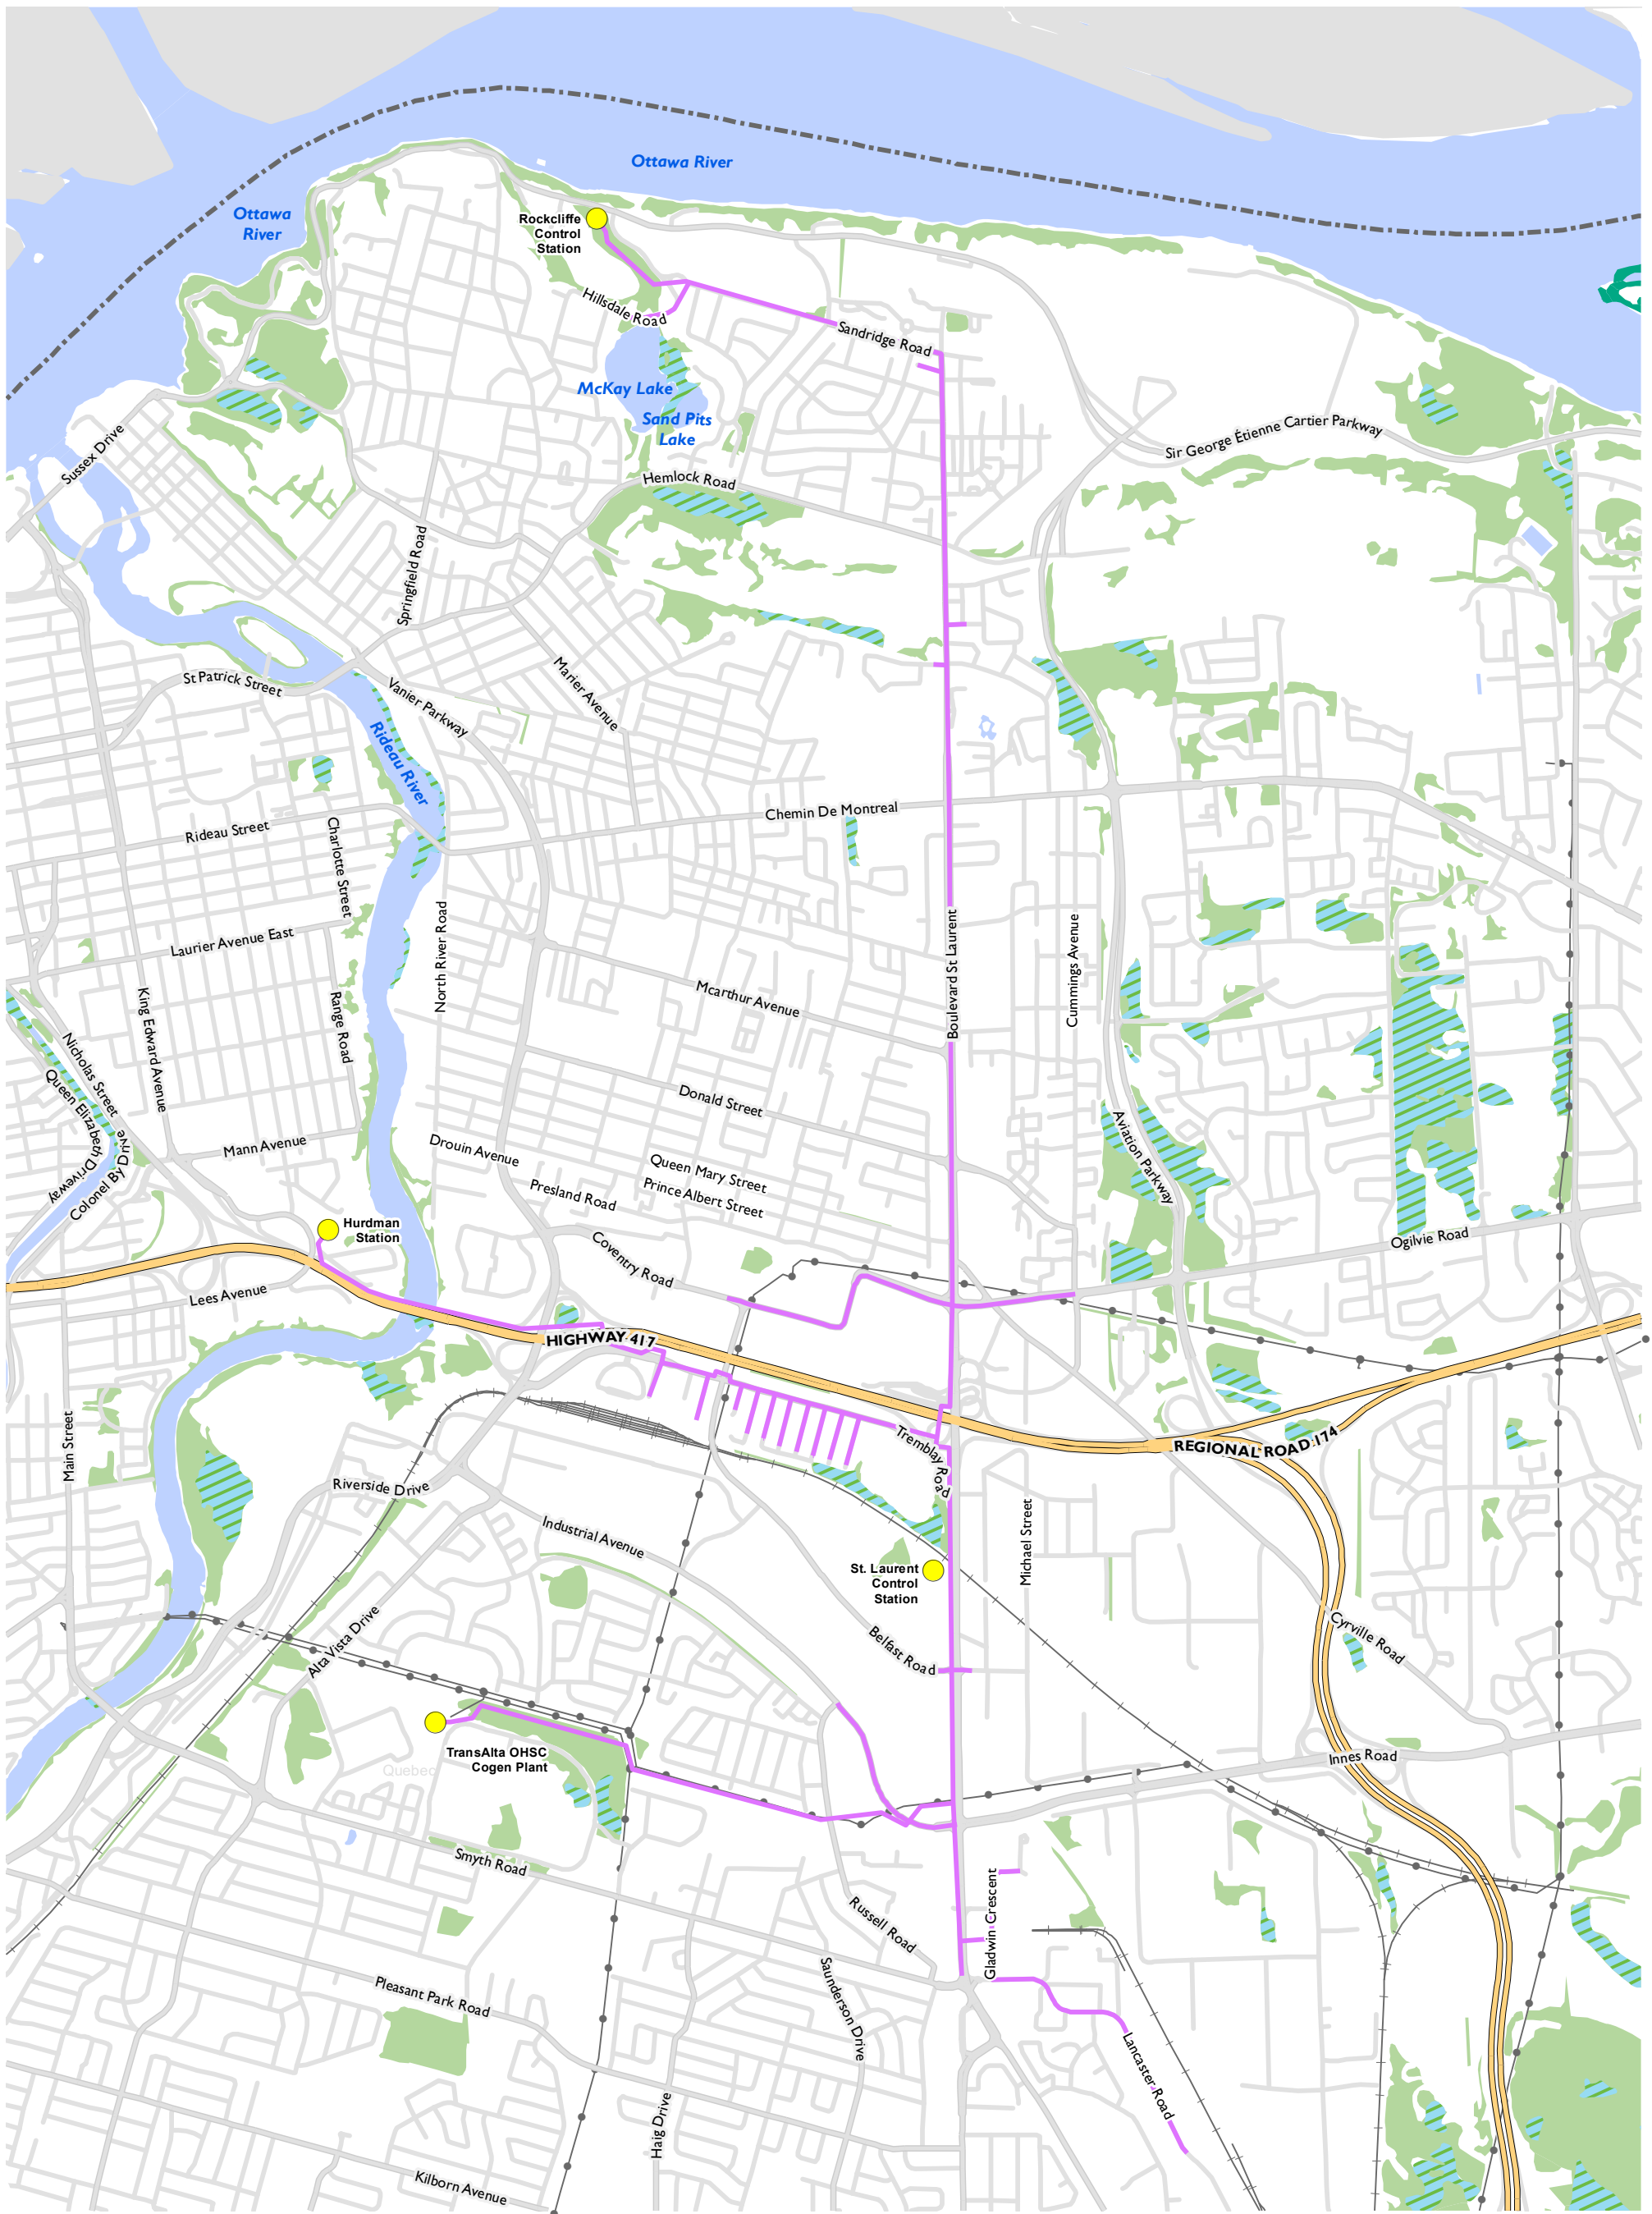 Ottawa River
Ottawa
River
Rockcliffe
Control
Station
Hillsdale Road
Sandridge Road
McKay Lake
Sand Pits
Lake
Sussex Drive
Sir George Étienne Cartier Parkway
Hemlock Road
Springfield Road
St Patrick Street
Vanier Parkway
Marier Avenue
Rideau River
Chemin De Montreal
Rideau Street
Charlotte Street
Laurier Avenue East
North River Road
Boulevard St Laurent
Cummings Avenue
King Edward Avenue
Range Road
Mcarthur Avenue
Nicholas Street
Queen Elizabeth Driveway
Colonel By Drive
Mann Avenue
Donald Street
Drouin Avenue
Aviation Parkway
Queen Mary Street
Prince Albert Street
Presland Road
Hurdman
Station
Coventry Road
Ogilvie Road
Lees Avenue
HIGHWAY 417
Main Street
Tremblay Road
REGIONAL ROAD 174
Riverside Drive
Industrial Avenue
Michael Street
St. Laurent
Control
Station
Alta Vista Drive
Belfast Road
Cyrville Road
TransAlta OHSC
Cogen Plant
Quebec
Innes Road
Smyth Road
Gladwin Crescent
Russell Road
Pleasant Park Road
Saunderson Drive
Lancaster Road
Haig Drive
Kilborn Avenue